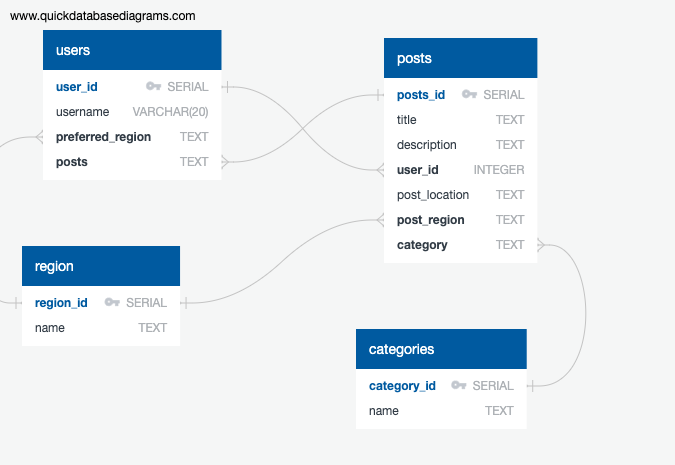 www.quickdatabasediagrams.com
users
user_id SERIAL
username VARCHAR(20)
preferred_region TEXT
posts TEXT
posts
posts_id SERIAL
title TEXT
description TEXT
user_id INTEGER
post_location TEXT
post_region TEXT
category TEXT
region
region_id SERIAL
name TEXT
categories
category_id SERIAL
name TEXT